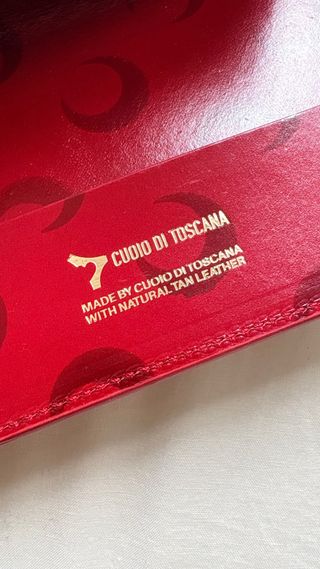 CUOIO DI TOSCANA
MADE BY CUOIO DI TOSCANA
WITH NATURAL TAN LEATHER